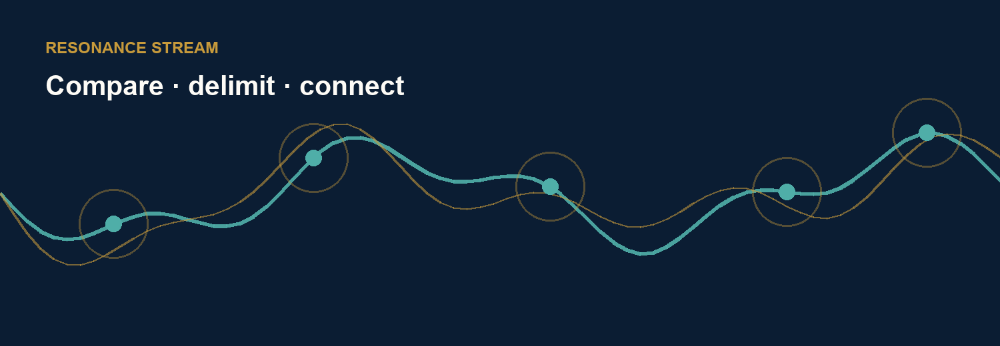 RESONANCE STREAM
Compare · delimit · connect